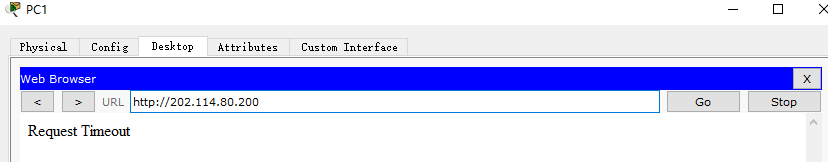 PC1
Physical Config Desktop Attributes Custom Interface
Web Browser X
< > URL http://202.114.80.200 Go Stop
Request Timeout